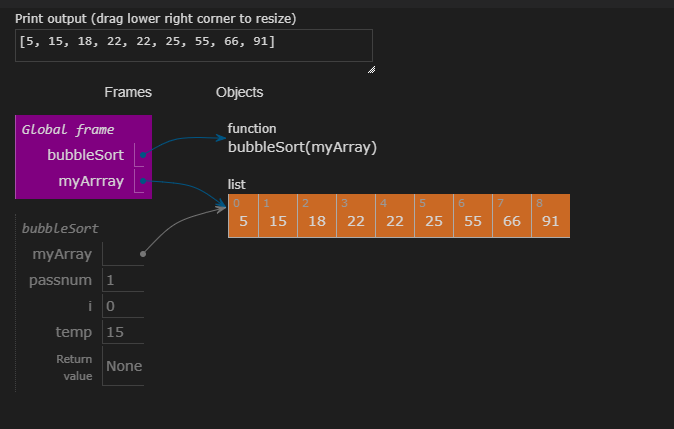 Print output (drag lower right corner to resize)
[5, 15, 18, 22, 22, 25, 55, 66, 91]
Frames Objects
Global frame
bubbleSort
myArrray
function
bubbleSort(myArray)
list
0 1 2 3 4 5 6 7 8
5 15 18 22 22 25 55 66 91
bubbleSort
myArray
passnum 1
i 0
temp 15
Return
value None